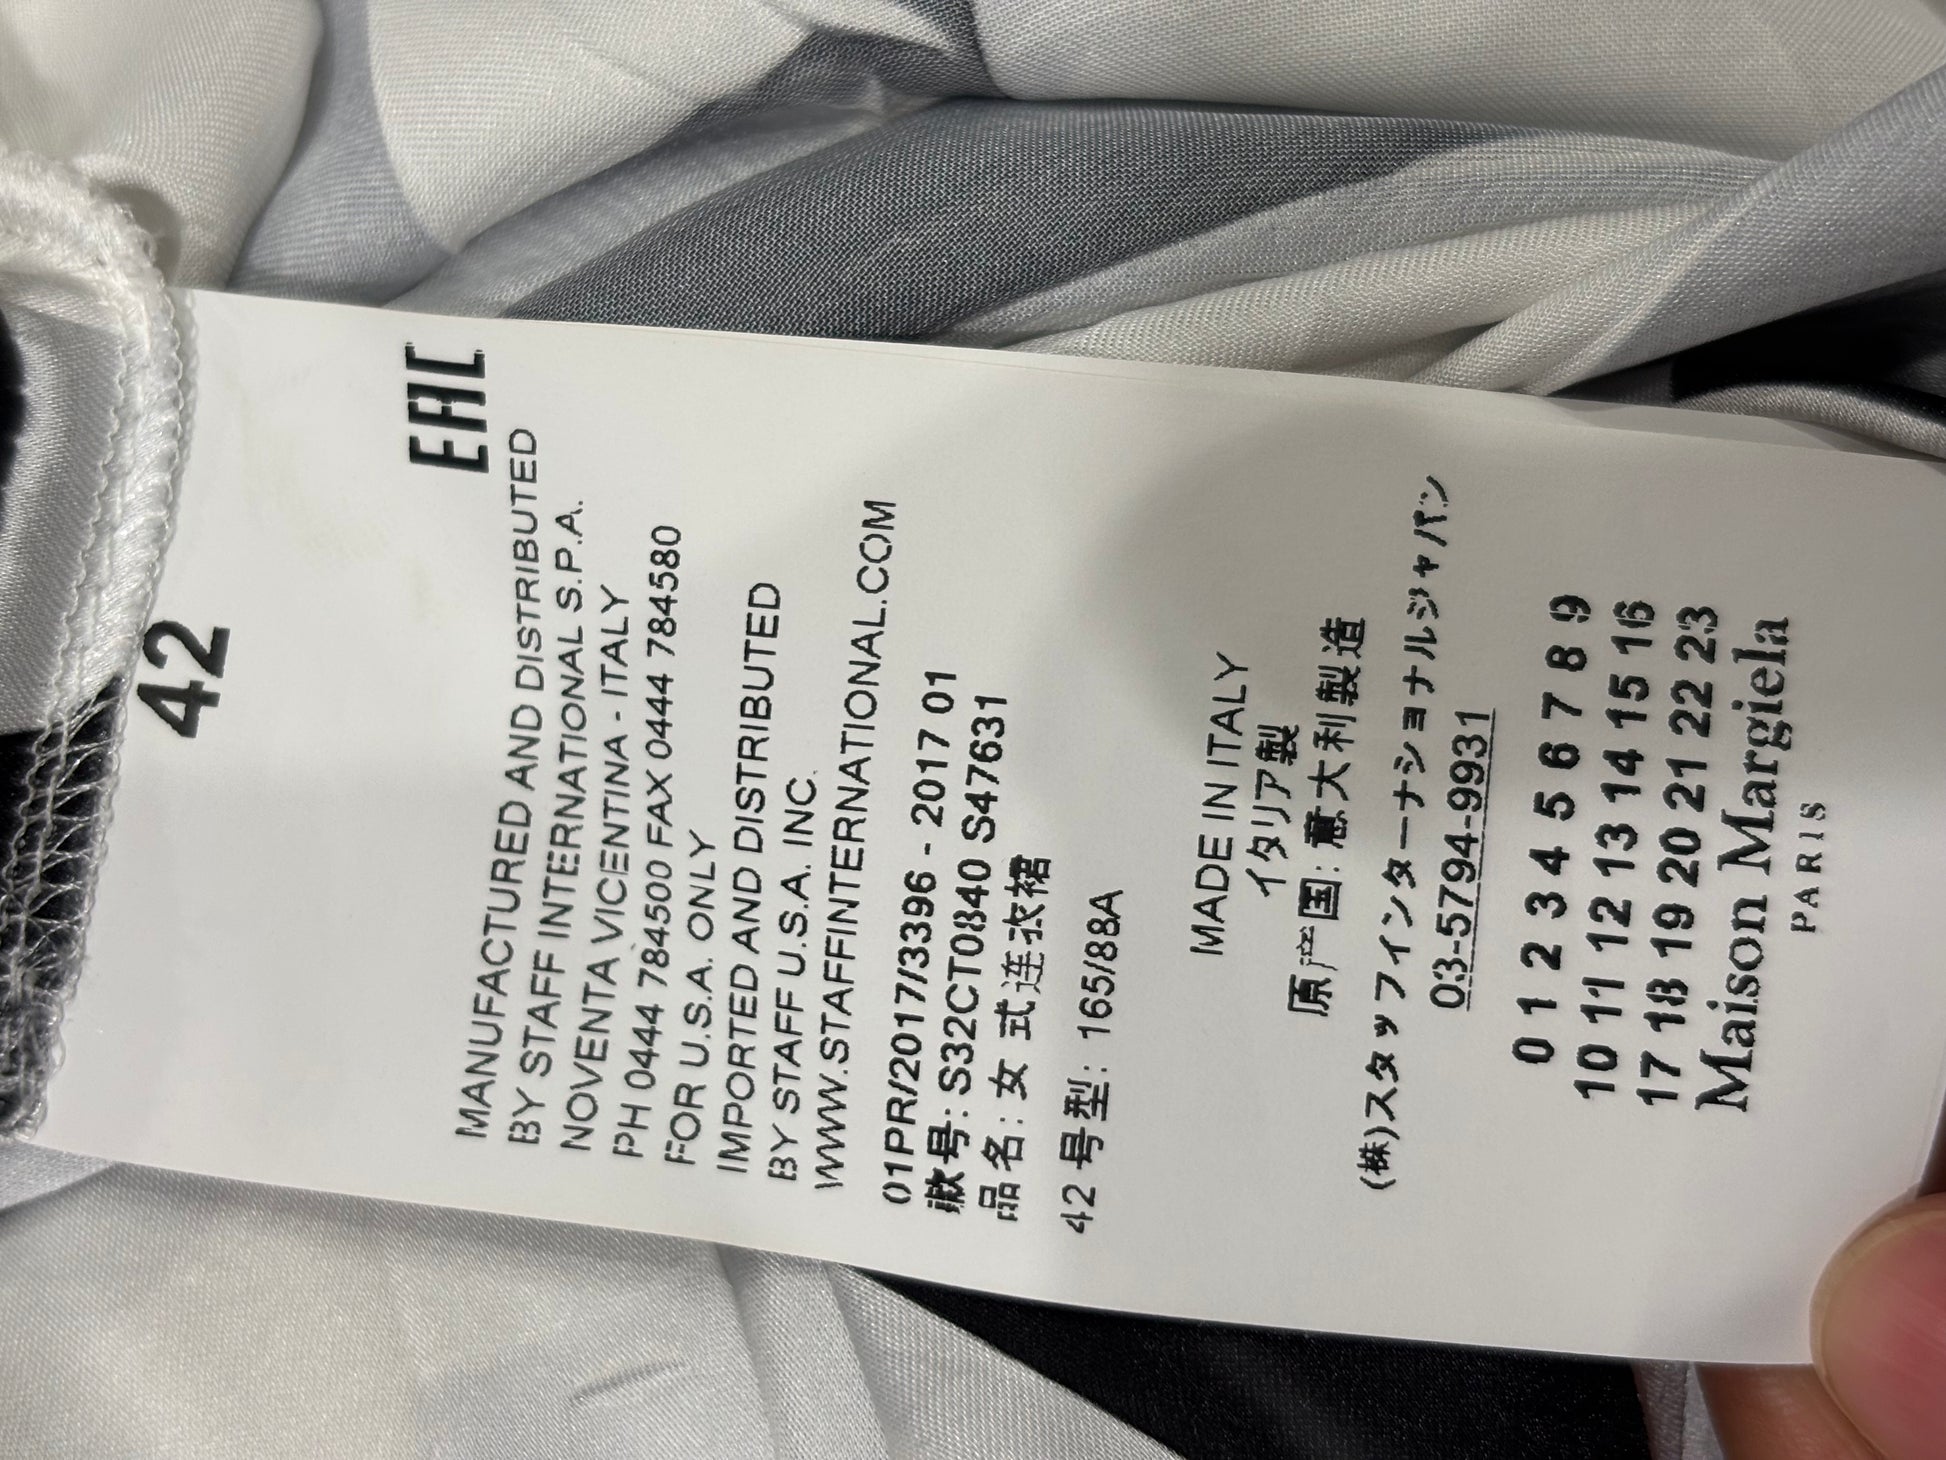 42
EAC
MANUFACTURED AND DISTRIBUTED
BY STAFF INTERNATIONAL S.P.A.
NOVENTA VICENTINA - ITALY
PH 0444 784500 FAX 0444 784580
FOR U.S.A. ONLY
IMPORTED AND DISTRIBUTED
BY STAFF U.S.A. INC.
WWW.STAFFINTERNATIONAL.COM
01PR/2017/3396 - 2017 01
款号: S32CT0840 S47631
品名: 女 式连衣裙
42 号型: 165/88A
MADE IN ITALY
イタリア製
原产国: 意大利製造
(株)スタッフインターナショナルジャパン
03-5794-9931
0 1 2 3 4 5 6 7 8 9
10 11 12 13 14 15 16
17 18 19 20 21 22 23
Maison Margiela
PARIS